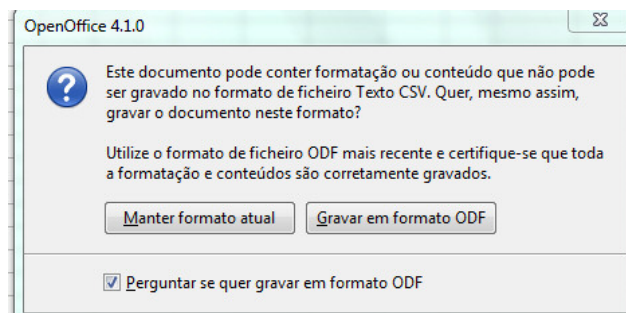 OpenOffice 4.1.0
Este documento pode conter formatação ou conteúdo que não pode
ser gravado no formato de ficheiro Texto CSV. Quer, mesmo assim,
gravar o documento neste formato?
Utilize o formato de ficheiro ODF mais recente e certifique-se que toda
a formatação e conteúdos são corretamente gravados.
Manter formato atual Gravar em formato ODF
Perguntar se quer gravar em formato ODF